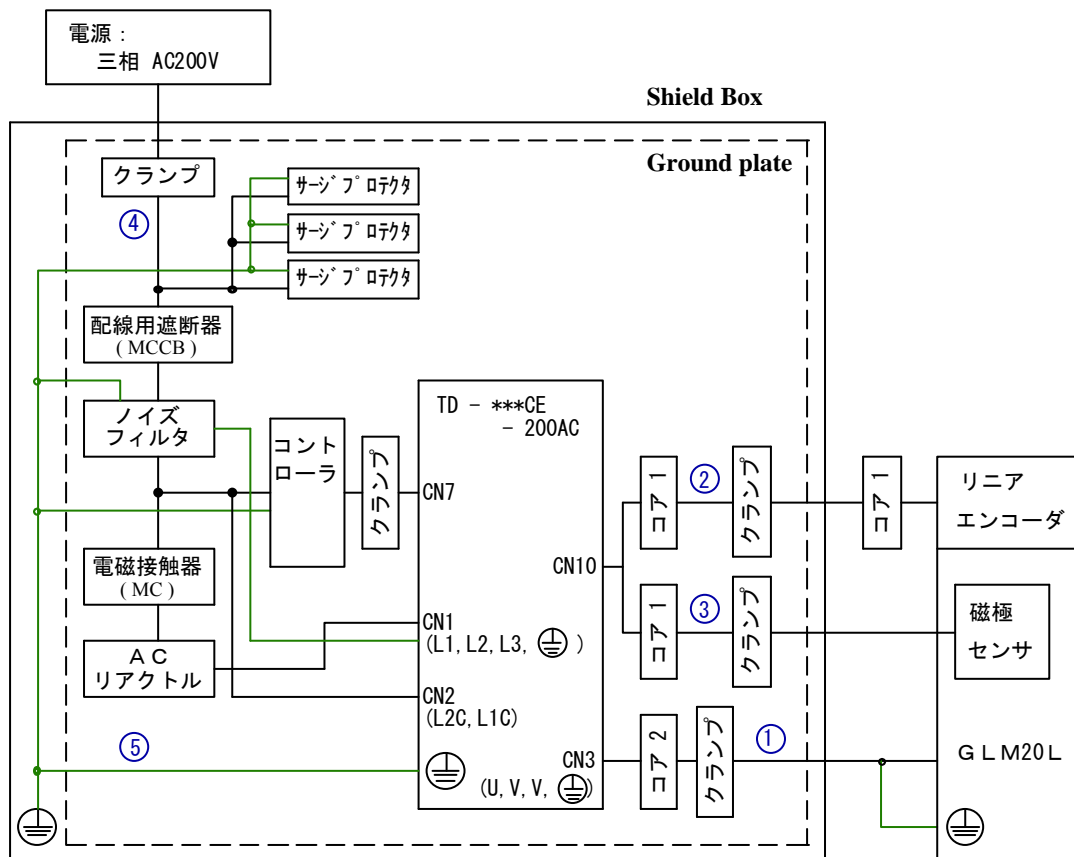 電源：
三相 AC200V
Shield Box
Ground plate
クランプ
④
ｻｰｼﾞﾌﾟﾛﾃｸﾀ
ｻｰｼﾞﾌﾟﾛﾃｸﾀ
ｻｰｼﾞﾌﾟﾛﾃｸﾀ
配線用遮断器
( MCCB )
ノイズ
フィルタ
電磁接触器
( MC )
ＡＣ
リアクトル
⑤
コント
ローラ
クランプ
TD - ***CE
- 200AC
CN7
CN10
CN1
(L1, L2, L3, )
CN2
(L2C, L1C)
CN3
(U, V, V, )
コア 1
②
クランプ
コア 1
リニア
エンコーダ
コア 1
③
クランプ
磁極
センサ
コア 2
クランプ
①
ＧＬＭ20Ｌ